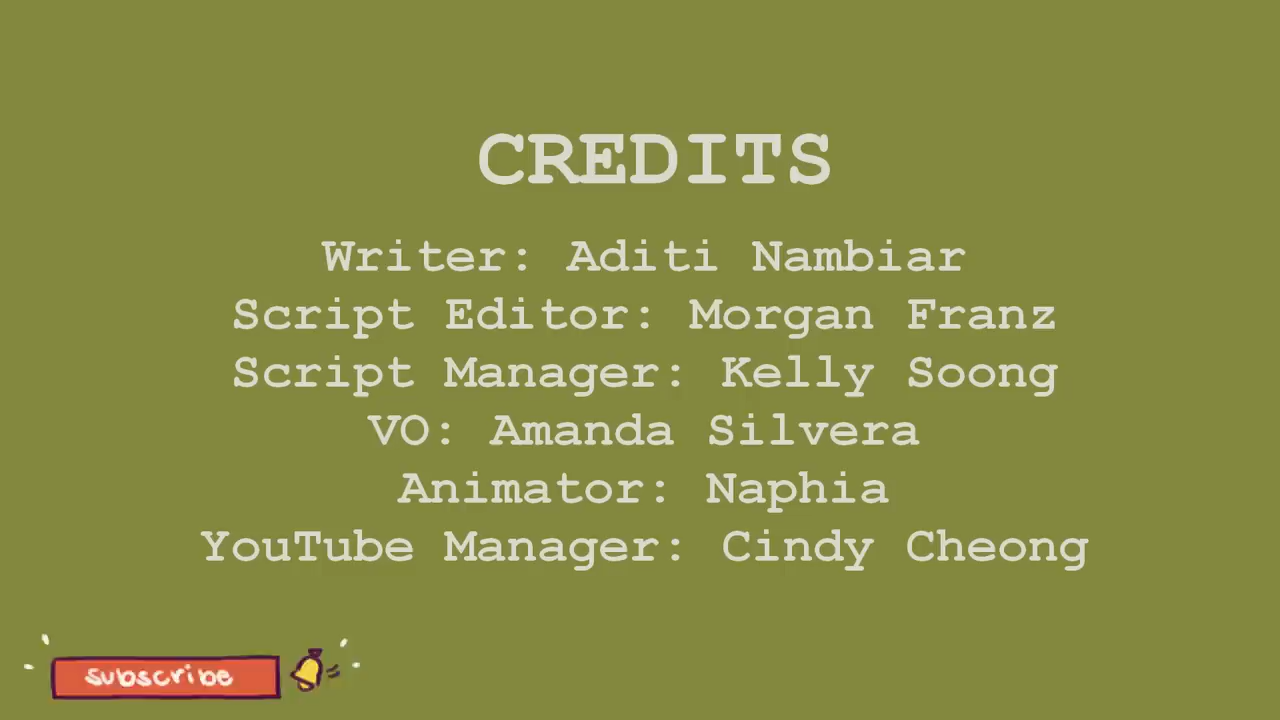 CREDITS
Writer: Aditi Nambiar
Script Editor: Morgan Franz
Script Manager: Kelly Soong
VO: Amanda Silvera
Animator: Naphia
YouTube Manager: Cindy Cheong
subscribe